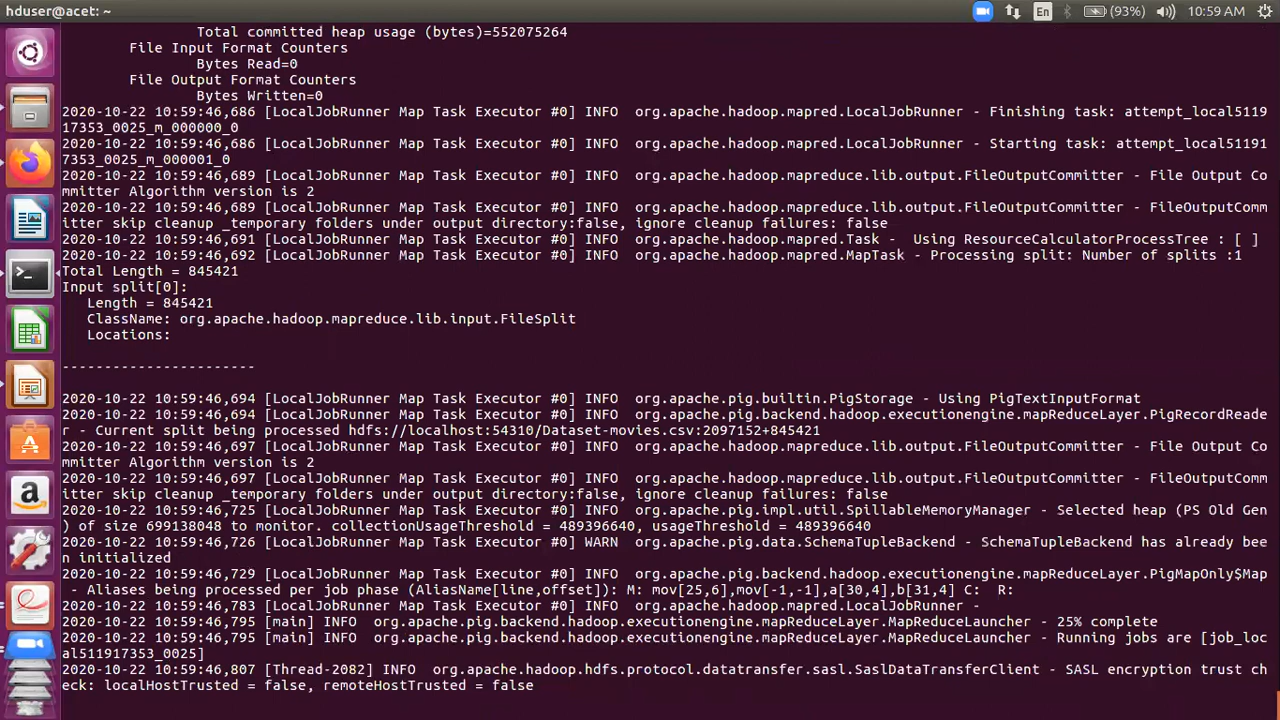 hduser@acet: ~
En
(93%)
10:59 AM
Total committed heap usage (bytes)=552075264
File Input Format Counters
Bytes Read=0
File Output Format Counters
Bytes Written=0
2020-10-22 10:59:46,686 [LocalJobRunner Map Task Executor #0] INFO  org.apache.hadoop.mapred.LocalJobRunner - Finishing task: attempt_local5119
17353_0025_m_000000_0
2020-10-22 10:59:46,686 [LocalJobRunner Map Task Executor #0] INFO  org.apache.hadoop.mapred.LocalJobRunner - Starting task: attempt_local51191
7353_0025_m_000001_0
2020-10-22 10:59:46,689 [LocalJobRunner Map Task Executor #0] INFO  org.apache.hadoop.mapreduce.lib.output.FileOutputCommitter - File Output Co
mmitter Algorithm version is 2
2020-10-22 10:59:46,689 [LocalJobRunner Map Task Executor #0] INFO  org.apache.hadoop.mapreduce.lib.output.FileOutputCommitter - FileOutputComm
itter skip cleanup _temporary folders under output directory:false, ignore cleanup failures: false
2020-10-22 10:59:46,691 [LocalJobRunner Map Task Executor #0] INFO  org.apache.hadoop.mapred.Task -  Using ResourceCalculatorProcessTree : [ ]
2020-10-22 10:59:46,692 [LocalJobRunner Map Task Executor #0] INFO  org.apache.hadoop.mapred.MapTask - Processing split: Number of splits :1
Total Length = 845421
Input split[0]:
Length = 845421
ClassName: org.apache.hadoop.mapreduce.lib.input.FileSplit
Locations:
-----------------------
2020-10-22 10:59:46,694 [LocalJobRunner Map Task Executor #0] INFO  org.apache.pig.builtin.PigStorage - Using PigTextInputFormat
2020-10-22 10:59:46,694 [LocalJobRunner Map Task Executor #0] INFO  org.apache.pig.backend.hadoop.executionengine.mapReduceLayer.PigRecordReade
r - Current split being processed hdfs://localhost:54310/Dataset-movies.csv:2097152+845421
2020-10-22 10:59:46,697 [LocalJobRunner Map Task Executor #0] INFO  org.apache.hadoop.mapreduce.lib.output.FileOutputCommitter - File Output Co
mmitter Algorithm version is 2
2020-10-22 10:59:46,697 [LocalJobRunner Map Task Executor #0] INFO  org.apache.hadoop.mapreduce.lib.output.FileOutputCommitter - FileOutputComm
itter skip cleanup _temporary folders under output directory:false, ignore cleanup failures: false
2020-10-22 10:59:46,725 [LocalJobRunner Map Task Executor #0] INFO  org.apache.pig.impl.util.SpillableMemoryManager - Selected heap (PS Old Gen
) of size 699138048 to monitor. collectionUsageThreshold = 489396640, usageThreshold = 489396640
2020-10-22 10:59:46,726 [LocalJobRunner Map Task Executor #0] WARN  org.apache.pig.data.SchemaTupleBackend - SchemaTupleBackend has already bee
n initialized
2020-10-22 10:59:46,729 [LocalJobRunner Map Task Executor #0] INFO  org.apache.pig.backend.hadoop.executionengine.mapReduceLayer.PigMapOnly$Map
- Aliases being processed per job phase (AliasName[line,offset]): M: mov[25,6],mov[-1,-1],a[30,4],b[31,4] C:  R:
2020-10-22 10:59:46,783 [LocalJobRunner Map Task Executor #0] INFO  org.apache.hadoop.mapred.LocalJobRunner -
2020-10-22 10:59:46,795 [main] INFO  org.apache.pig.backend.hadoop.executionengine.mapReduceLayer.MapReduceLauncher - 25% complete
2020-10-22 10:59:46,795 [main] INFO  org.apache.pig.backend.hadoop.executionengine.mapReduceLayer.MapReduceLauncher - Running jobs are [job_loc
al511917353_0025]
2020-10-22 10:59:46,807 [Thread-2082] INFO  org.apache.hadoop.hdfs.protocol.datatransfer.sasl.SaslDataTransferClient - SASL encryption trust ch
eck: localHostTrusted = false, remoteHostTrusted = false